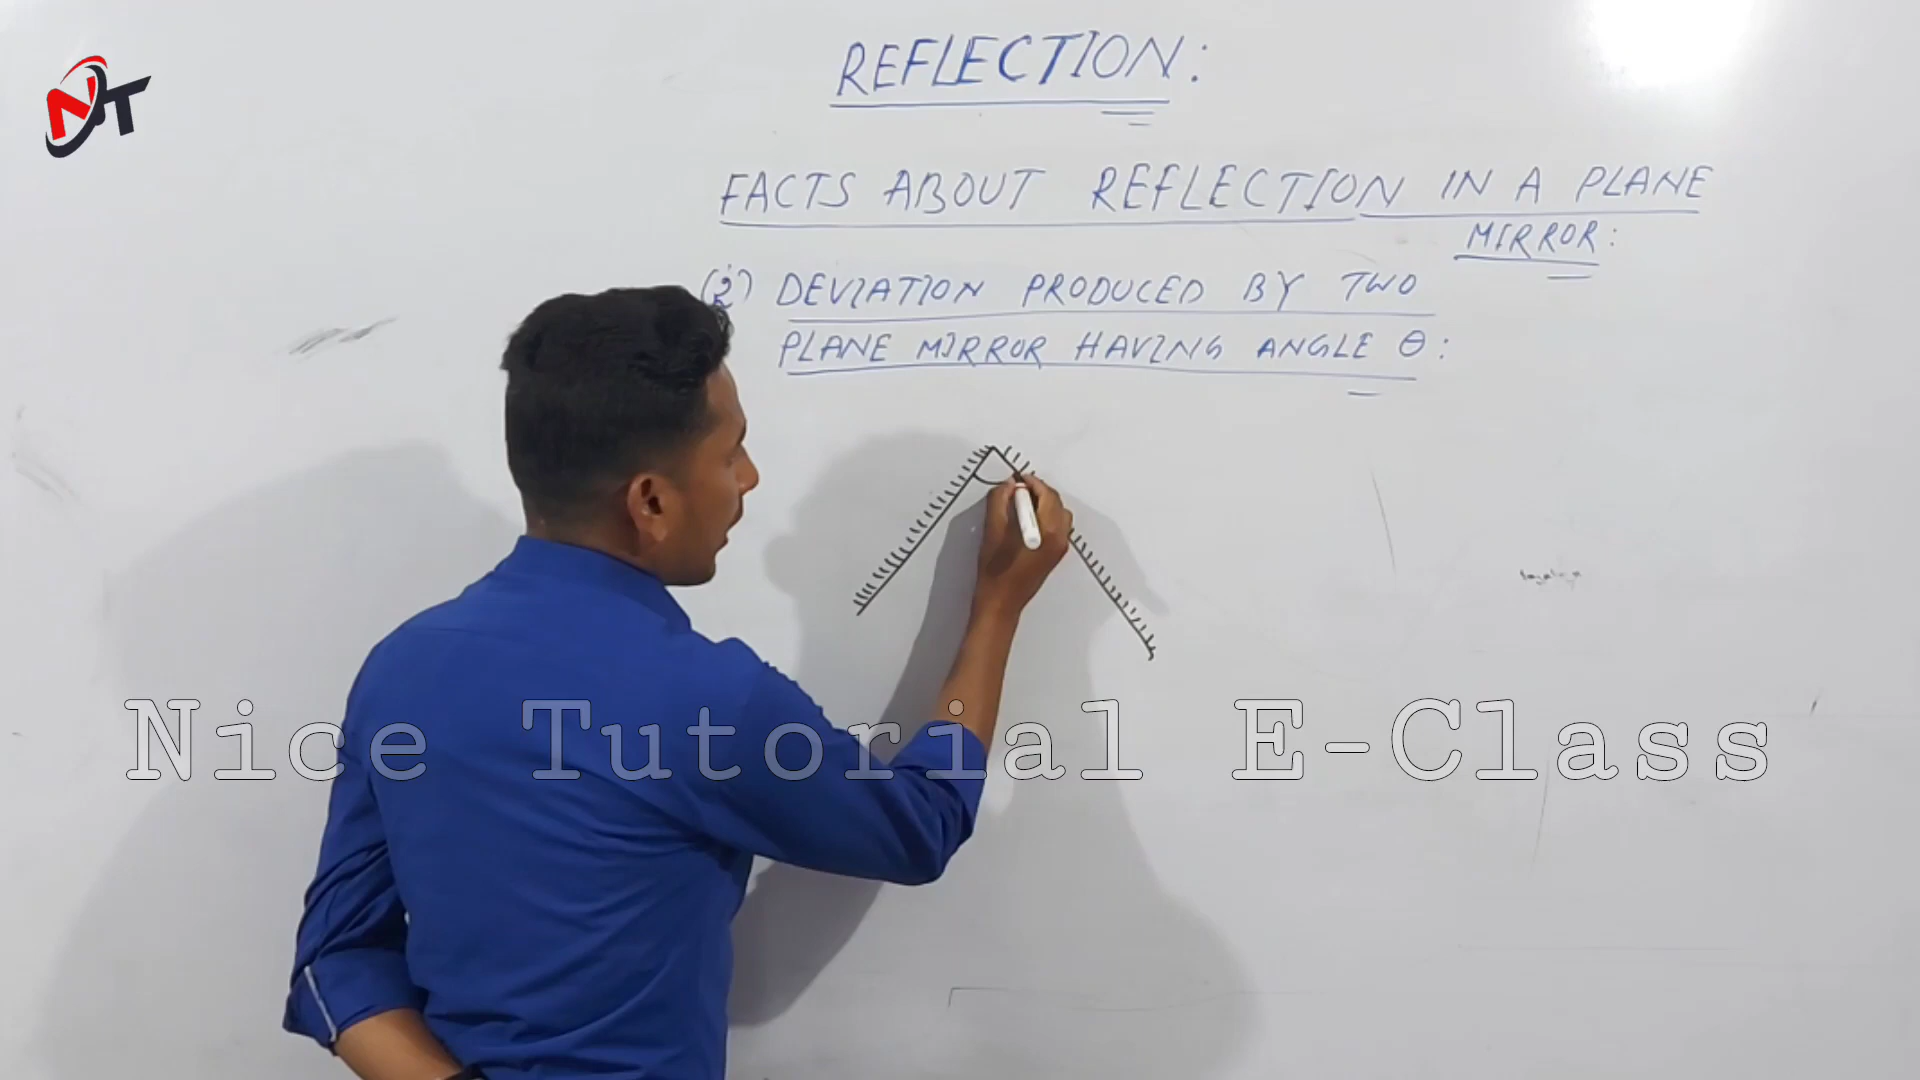 NT
REFLECTION:
FACTS ABOUT REFLECTION IN A PLANE
MIRROR:
(2) DEVIATION PRODUCED BY TWO
PLANE MIRROR HAVING ANGLE θ:
Nice Tutorial E-Class